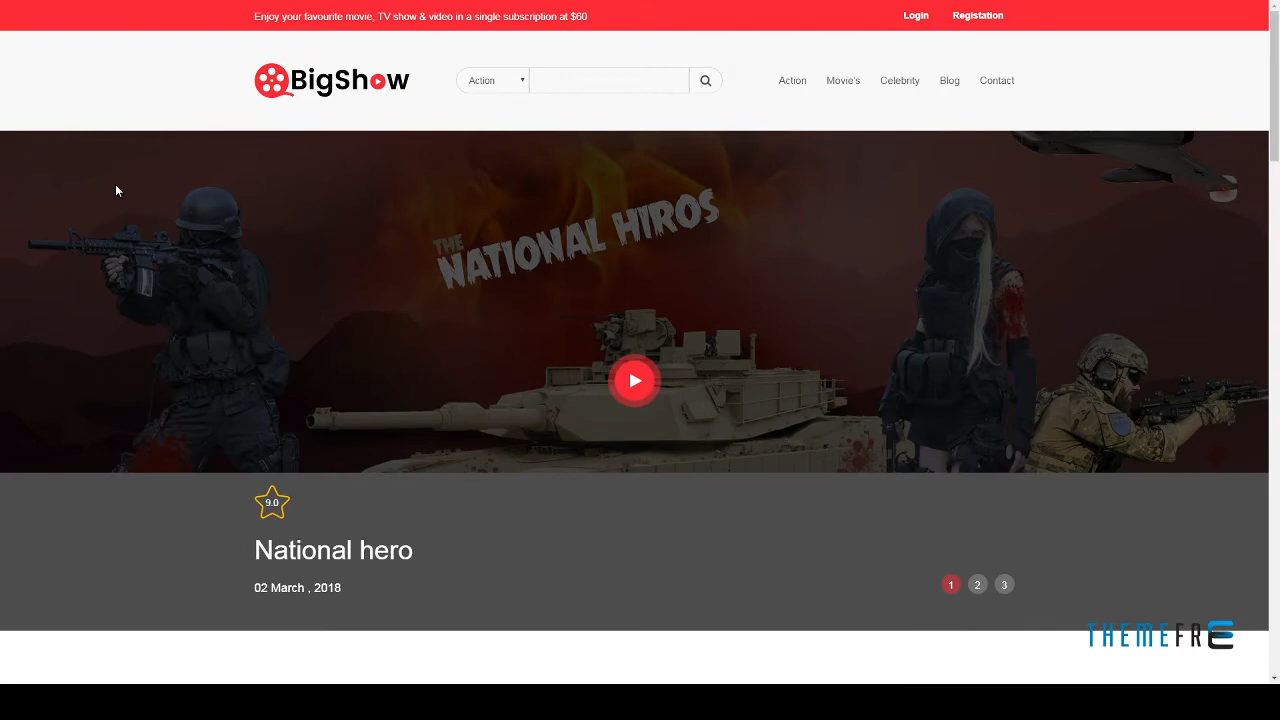 Enjoy your favourite movie, TV show & video in a single subscription at $60
Login
Registation
BigShow
Action
Action
Movie's
Celebrity
Blog
Contact
THE
NATIONAL HIROS
9.0
National hero
02 March , 2018
1
2
3
THEMEFRE